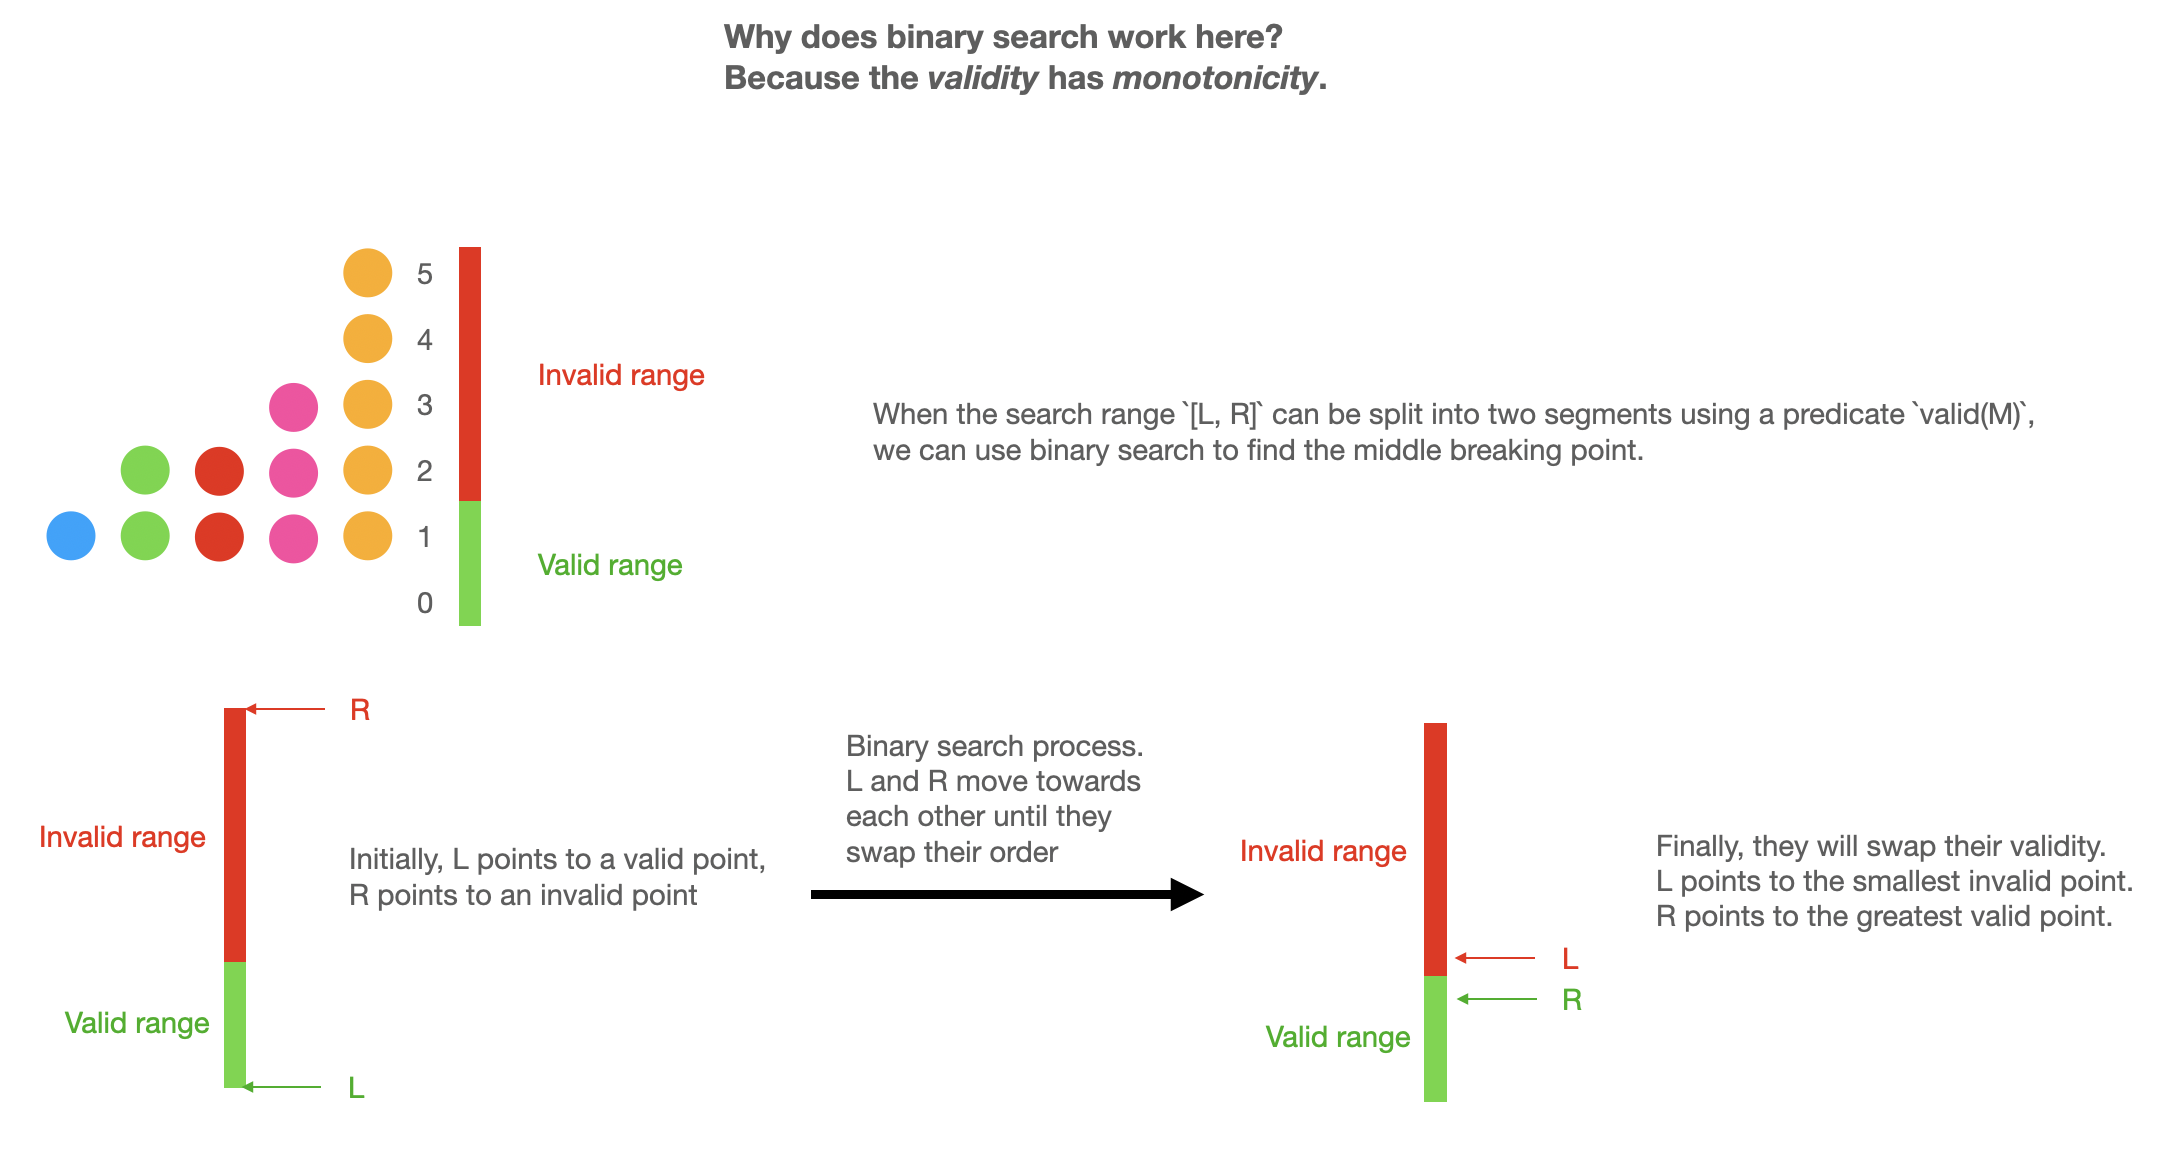 Why does binary search work here?
Because the validity has monotonicity.
5
4
3
2
1
0
Invalid range
Valid range
When the search range `[L, R]` can be split into two segments using a predicate `valid(M)`,
we can use binary search to find the middle breaking point.
R
Invalid range
Valid range
L
Initially, L points to a valid point,
R points to an invalid point
Binary search process.
L and R move towards
each other until they
swap their order
Invalid range
Valid range
L
R
Finally, they will swap their validity.
L points to the smallest invalid point.
R points to the greatest valid point.